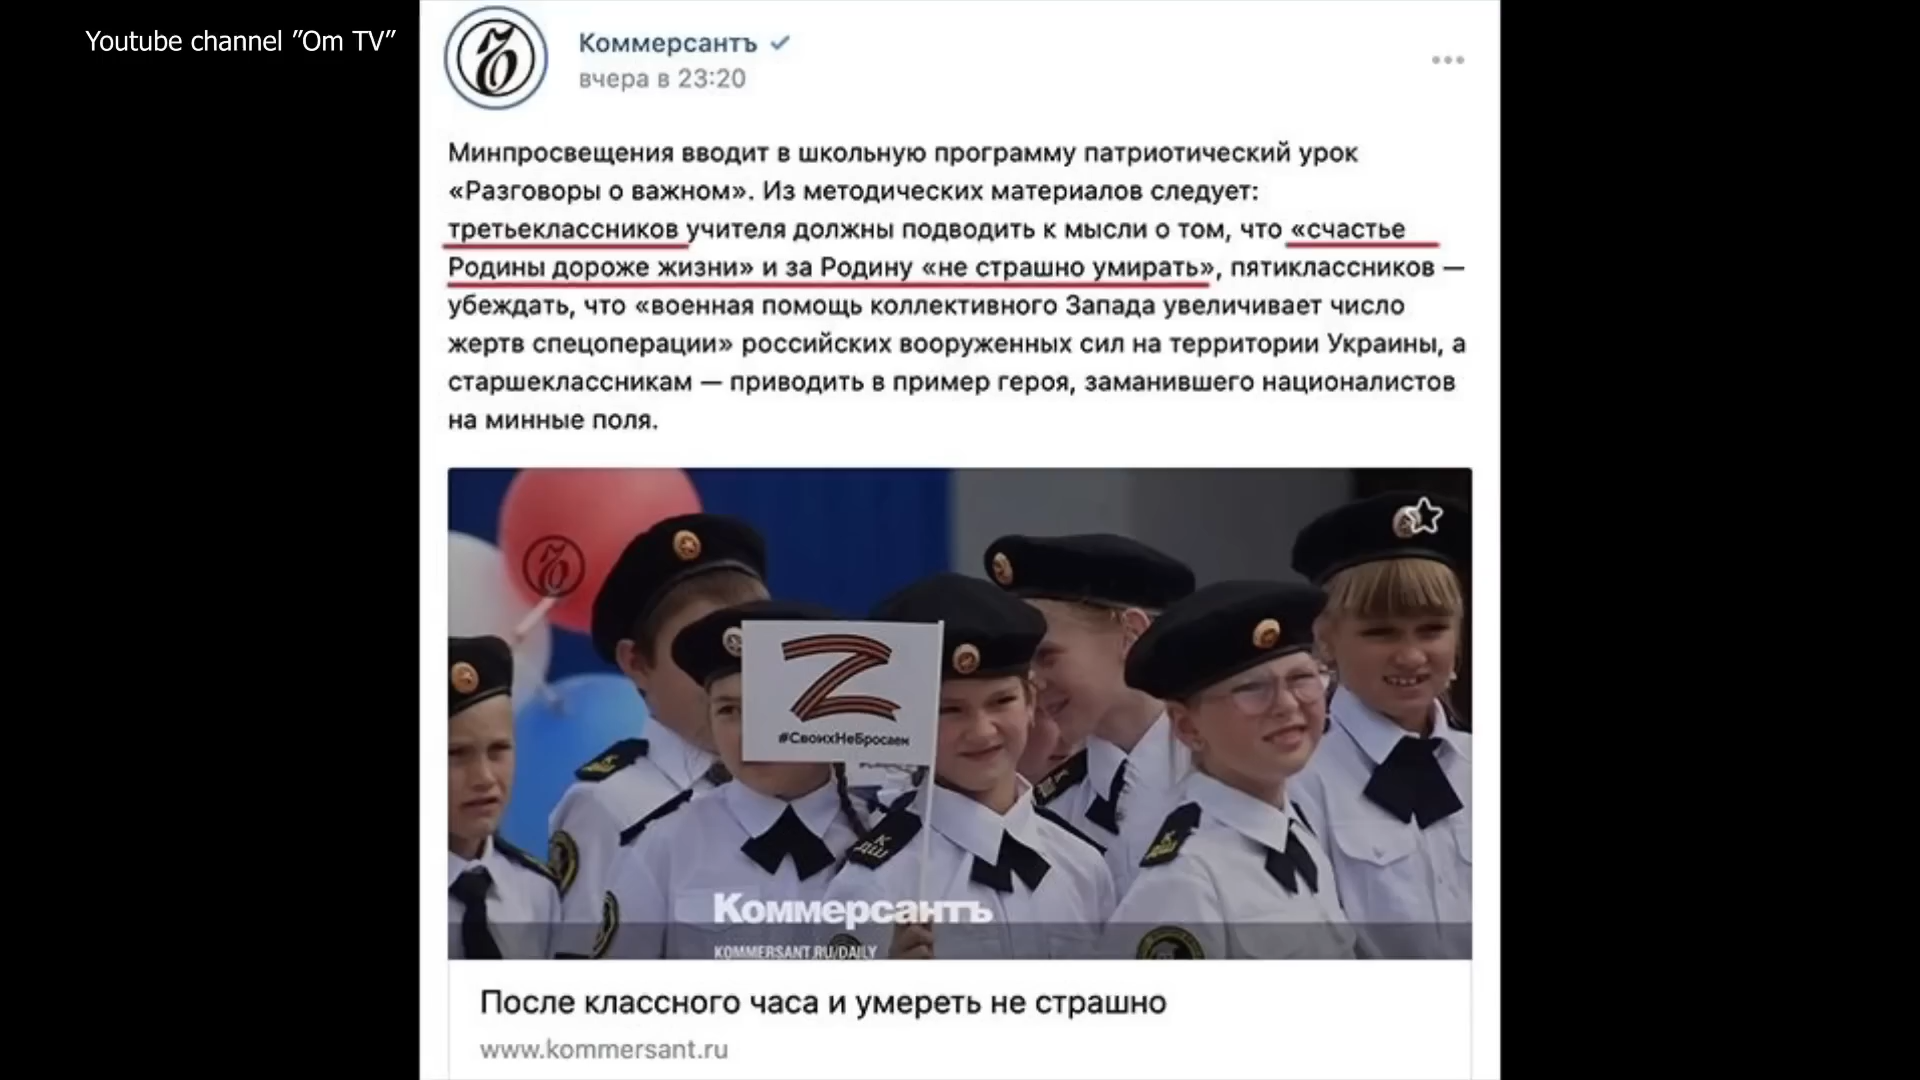 Youtube channel ”Om TV”
Коммерсантъ
вчера в 23:20
Минпросвещения вводит в школьную программу патриотический урок
«Разговоры о важном». Из методических материалов следует:
третьеклассников учителя должны подводить к мысли о том, что «счастье
Родины дороже жизни» и за Родину «не страшно умирать», пятиклассников —
убеждать, что «военная помощь коллективного Запада увеличивает число
жертв спецоперации» российских вооруженных сил на территории Украины, а
старшеклассникам — приводить в пример героя, заманившего националистов
на минные поля.
Z
#СвоихНеБросаем
К
ДШ
Коммерсантъ
KOMMERSANT.RU/DAILY
После классного часа и умереть не страшно
www.kommersant.ru